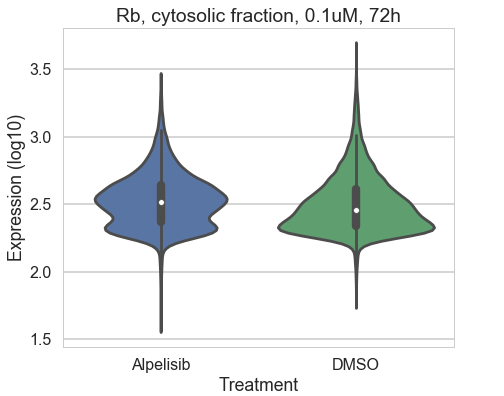 Rb, cytosolic fraction, 0.1uM, 72h
Expression (log10)
3.5
3.0
2.5
2.0
1.5
Alpelisib
DMSO
Treatment